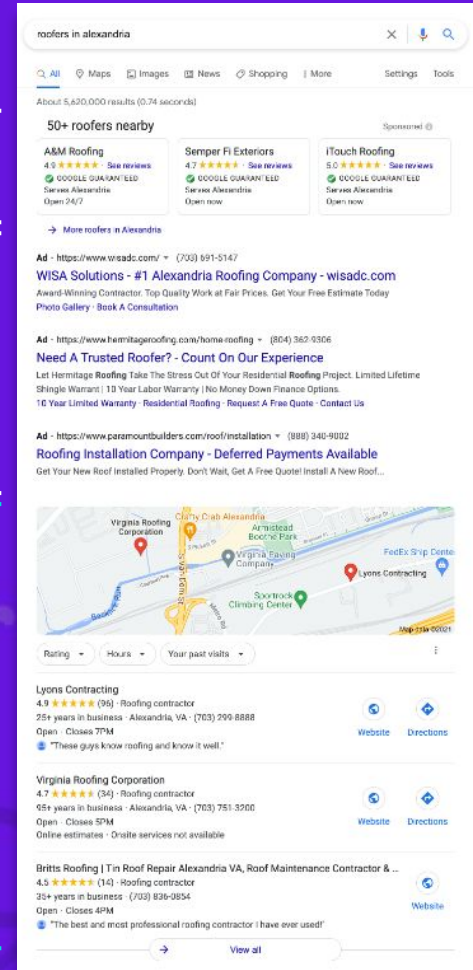 roofers in alexandria
All Maps Images News Shopping More Settings Tools
About 5,620,000 results (0.74 seconds)
50+ roofers nearby Sponsored
A&M Roofing
4.9 ★★★★★ · See reviews
GOOGLE GUARANTEED
Serves Alexandria
Open 24/7
Semper Fi Exteriors
4.7 ★★★★★ · See reviews
GOOGLE GUARANTEED
Serves Alexandria
Open now
iTouch Roofing
5.0 ★★★★★ · See reviews
GOOGLE GUARANTEED
Serves Alexandria
Open now
→ More roofers in Alexandria
Ad · https://www.wisadc.com/ (703) 691-5147
WISA Solutions - #1 Alexandria Roofing Company - wisadc.com
Award-Winning Contractor. Top Quality Work at Fair Prices. Get Your Free Estimate Today
Photo Gallery · Book A Consultation
Ad · https://www.hermitageroofing.com/home-roofing (804) 362-9306
Need A Trusted Roofer? - Count On Our Experience
Let Hermitage Roofing Take The Stress Out Of Your Residential Roofing Project. Limited Lifetime
Shingle Warrant | 10 Year Labor Warranty | No Money Down Finance Options.
10 Year Limited Warranty · Residential Roofing · Request A Free Quote · Contact Us
Ad · https://www.paramountbuilders.com/roof/installation (888) 340-9002
Roofing Installation Company - Deferred Payments Available
Get Your New Roof Installed Properly. Don't Wait, Get A Free Quote! Install A New Roof...
Crafty Crab Alexandria
Virginia Roofing
Corporation
Armistead
Boothe Park
Virginia Paving
Company
FedEx Ship Cente
Lyons Contracting
Sportrock
Climbing Center
Map data ©2021
Rating Hours Your past visits
Lyons Contracting
4.9 ★★★★★ (96) · Roofing contractor
25+ years in business · Alexandria, VA · (703) 299-8888
Open · Closes 7PM
"These guys know roofing and know it well."
Website Directions
Virginia Roofing Corporation
4.7 ★★★★★ (34) · Roofing contractor
95+ years in business · Alexandria, VA · (703) 751-3200
Open · Closes 5PM
Online estimates · Onsite services not available
Website Directions
Britts Roofing | Tin Roof Repair Alexandria VA, Roof Maintenance Contractor & ...
4.5 ★★★★★ (14) · Roofing contractor
35+ years in business · (703) 836-0854
Open · Closes 4PM
"The best and most professional roofing contractor I have ever used!"
Website
→ View all